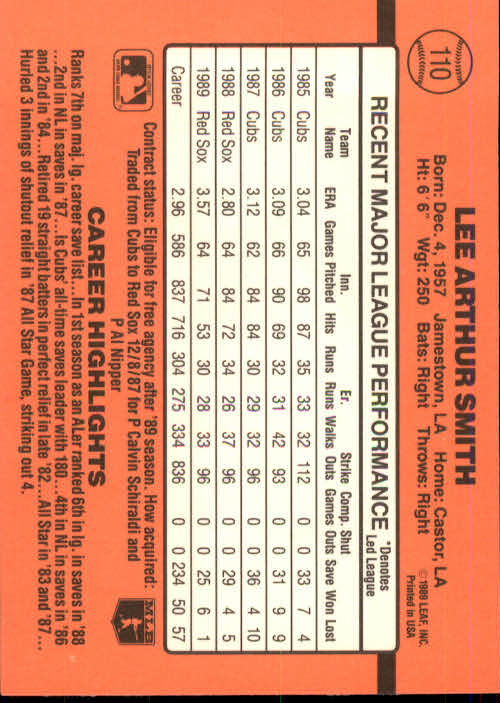 110
LEE ARTHUR SMITH
© 1989 LEAF, INC.
Printed in USA
Born: Dec. 4, 1957 Jamestown, LA Home: Castor, LA
Ht: 6'6" Wgt: 250 Bats: Right Throws: Right
RECENT MAJOR LEAGUE PERFORMANCE *Denotes Led League
Team Inn. Er. Strike Comp. Shut
Year Name ERA Games Pitched Hits Runs Runs Walks Outs Games Outs Save Won Lost
1985 Cubs 3.04 65 98 87 35 33 32 112 0 0 33 7 4
1986 Cubs 3.09 66 90 69 32 31 42 93 0 0 31 9 9
1987 Cubs 3.12 62 84 84 30 29 32 96 0 0 36 4 10
1988 Red Sox 2.80 64 84 72 34 26 37 96 0 0 29 4 5
1989 Red Sox 3.57 64 71 53 30 28 33 96 0 0 25 6 1
Career 2.96 586 837 716 304 275 334 836 0 0 234 50 57
Contract status: Eligible for free agency after '89 season. How acquired:
Traded from Cubs to Red Sox 12/8/87 for P Calvin Schiraldi and
P Al Nipper
MLB
CAREER HIGHLIGHTS
Ranks 7th on maj. lg. career save list...In 1st season as an ALer ranked 6th in lg. in saves in '88
...2nd in NL in saves in '87...Is Cubs' all-time saves leader with 180...4th in NL in saves in '86
and 2nd in '84...Retired 19 straight batters in perfect relief in late '82...All Star in '83 and '87...
Hurled 3 innings of shutout relief in '87 All Star Game, striking out 4.